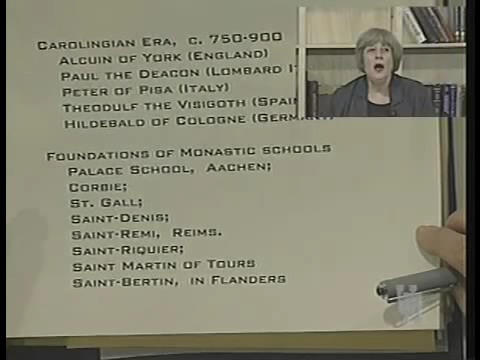 CAROLINGIAN ERA, C. 750-900
ALCUIN OF YORK (ENGLAND)
PAUL THE DEACON (LOMBARD I
PETER OF PISA (ITALY)
THEODULF THE VISIGOTH (SPAIN
HILDEBALD OF COLOGNE (GERMANY)
FOUNDATIONS OF MONASTIC SCHOOLS
PALACE SCHOOL, AACHEN;
CORBIE;
ST. GALL;
SAINT-DENIS;
SAINT-REMI, REIMS.
SAINT-RIQUIER;
SAINT MARTIN OF TOURS
SAINT-BERTIN, IN FLANDERS